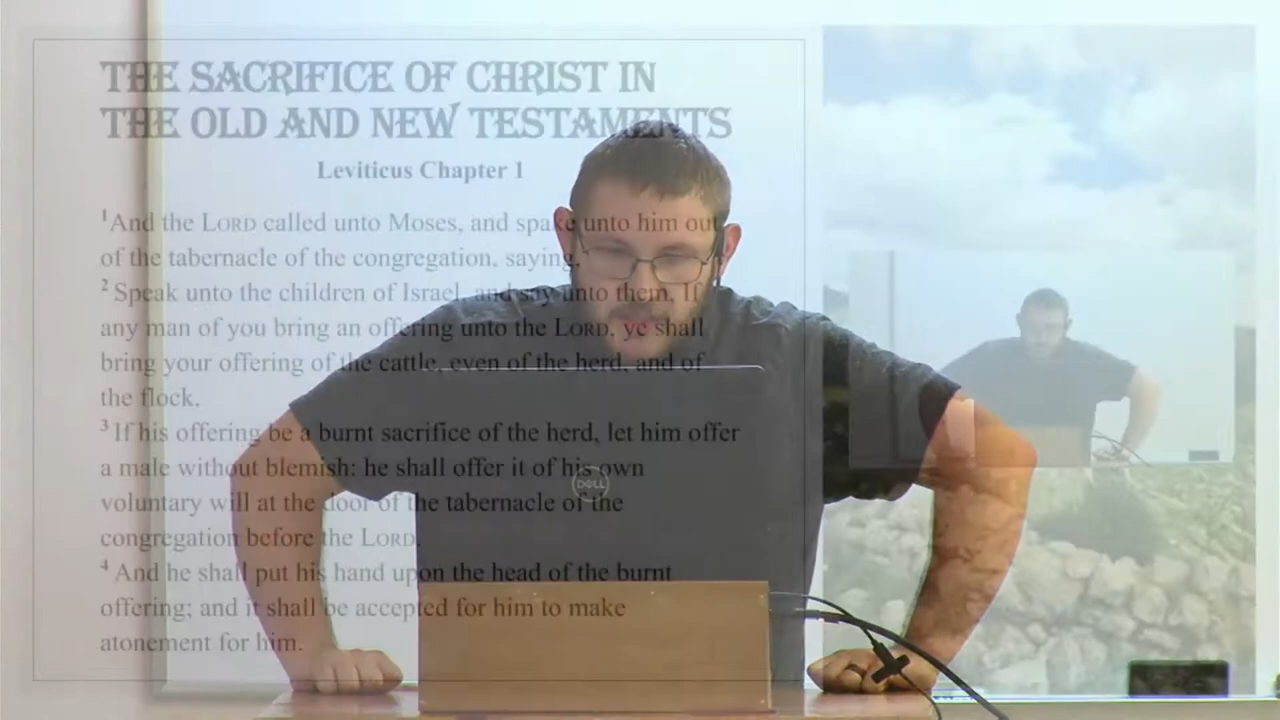 THE SACRIFICE OF CHRIST IN
THE OLD AND NEW TESTAMENTS
Leviticus Chapter 1
1And the LORD called unto Moses, and spake unto him out
of the tabernacle of the congregation, saying,
2 Speak unto the children of Israel, and say unto them, If
any man of you bring an offering unto the LORD, ye shall
bring your offering of the cattle, even of the herd, and of
the flock.
3 If his offering be a burnt sacrifice of the herd, let him offer
a male without blemish: he shall offer it of his own
voluntary will at the door of the tabernacle of the
congregation before the LORD.
4 And he shall put his hand upon the head of the burnt
offering; and it shall be accepted for him to make
atonement for him.
DELL